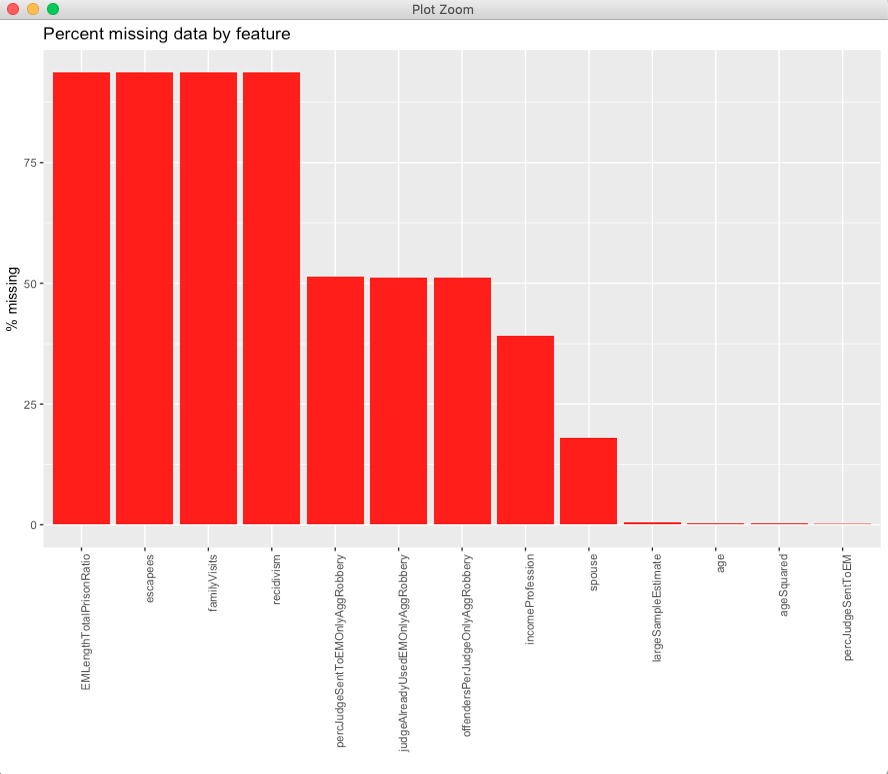 Plot Zoom
Percent missing data by feature
% missing
75
50
25
0
EMLengthTotalPrisonRatio
escapees
familyVisits
recidivism
percJudgeSentToEMOnlyAggRobbery
judgeAlreadyUsedEMOnlyAggRobbery
offendersPerJudgeOnlyAggRobbery
incomeProfession
spouse
largeSampleEstimate
age
ageSquared
percJudgeSentToEM